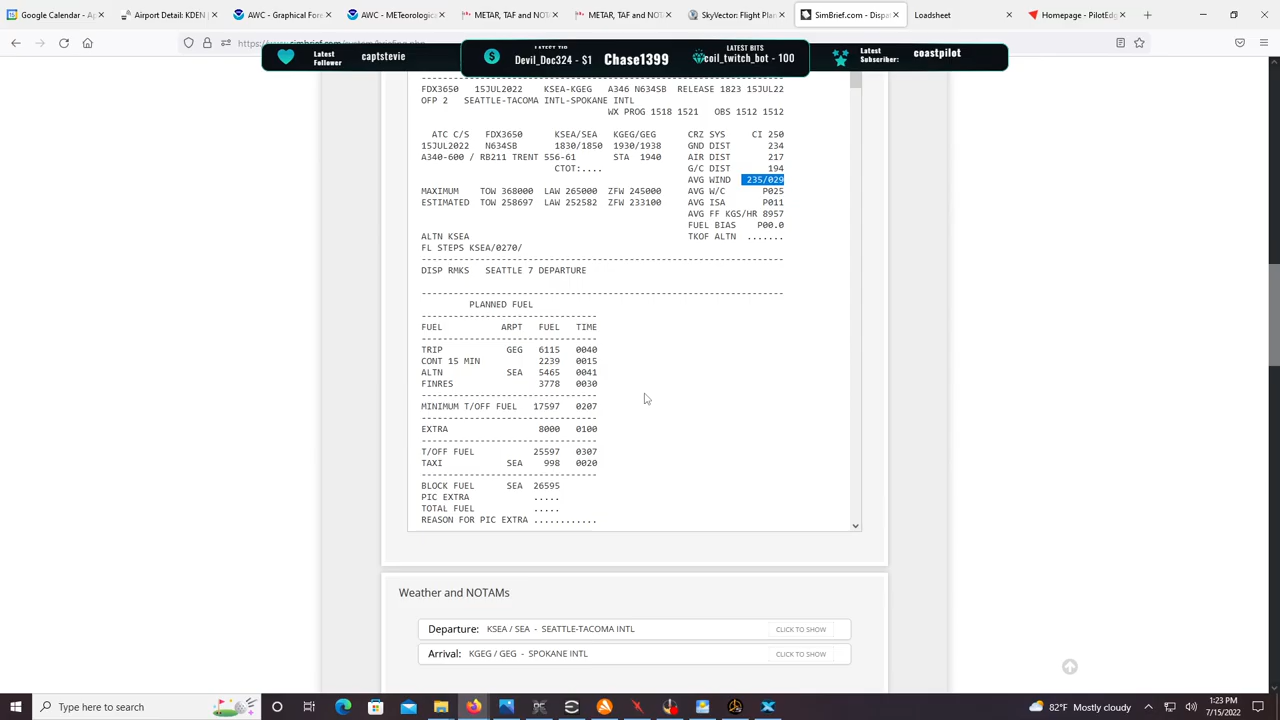 Google Calendar - Fri
Airport Detail: KDEN |
AWC - Graphical Forec
AWC - METeorologic
METAR, TAF and NOT
METAR, TAF and NOT
SkyVector: Flight Plan
SimBrief.com - Dispa
Loadsheet
Homepage - PilotEdg
Latest Follower
captstevie
LATEST TIP
Devil_Doc324 - $1
Chase1399
LATEST BITS
coil_twitch_bot - 100
Latest Subscriber:
coastpilot
FDX3650 15JUL2022 KSEA-KGEG A346 N634SB RELEASE 1823 15JUL22
OFP 2 SEATTLE-TACOMA INTL-SPOKANE INTL
WX PROG 1518 1521 OBS 1512 1512
ATC C/S FDX3650 KSEA/SEA KGEG/GEG CRZ SYS CI 250
15JUL2022 N634SB 1830/1850 1930/1938 GND DIST 234
A340-600 / RB211 TRENT 556-61 STA 1940 AIR DIST 217
CTOT:.... G/C DIST 194
AVG WIND 235/029
MAXIMUM TOW 368000 LAW 265000 ZFW 245000 AVG W/C P025
ESTIMATED TOW 258697 LAW 252582 ZFW 233100 AVG ISA P011
AVG FF KGS/HR 8957
FUEL BIAS P00.0
ALTN KSEA TKOF ALTN .......
FL STEPS KSEA/0270/
DISP RMKS SEATTLE 7 DEPARTURE
PLANNED FUEL
FUEL ARPT FUEL TIME
TRIP GEG 6115 0040
CONT 15 MIN 2239 0015
ALTN SEA 5465 0041
FINRES 3778 0030
MINIMUM T/OFF FUEL 17597 0207
EXTRA 8000 0100
T/OFF FUEL 25597 0307
TAXI SEA 998 0020
BLOCK FUEL SEA 26595
PIC EXTRA .....
TOTAL FUEL .....
REASON FOR PIC EXTRA ............
Weather and NOTAMs
Departure: KSEA / SEA - SEATTLE-TACOMA INTL CLICK TO SHOW
Arrival: KGEG / GEG - SPOKANE INTL CLICK TO SHOW
Type here to search
82°F Mostly cloudy
1:23 PM
7/15/2022